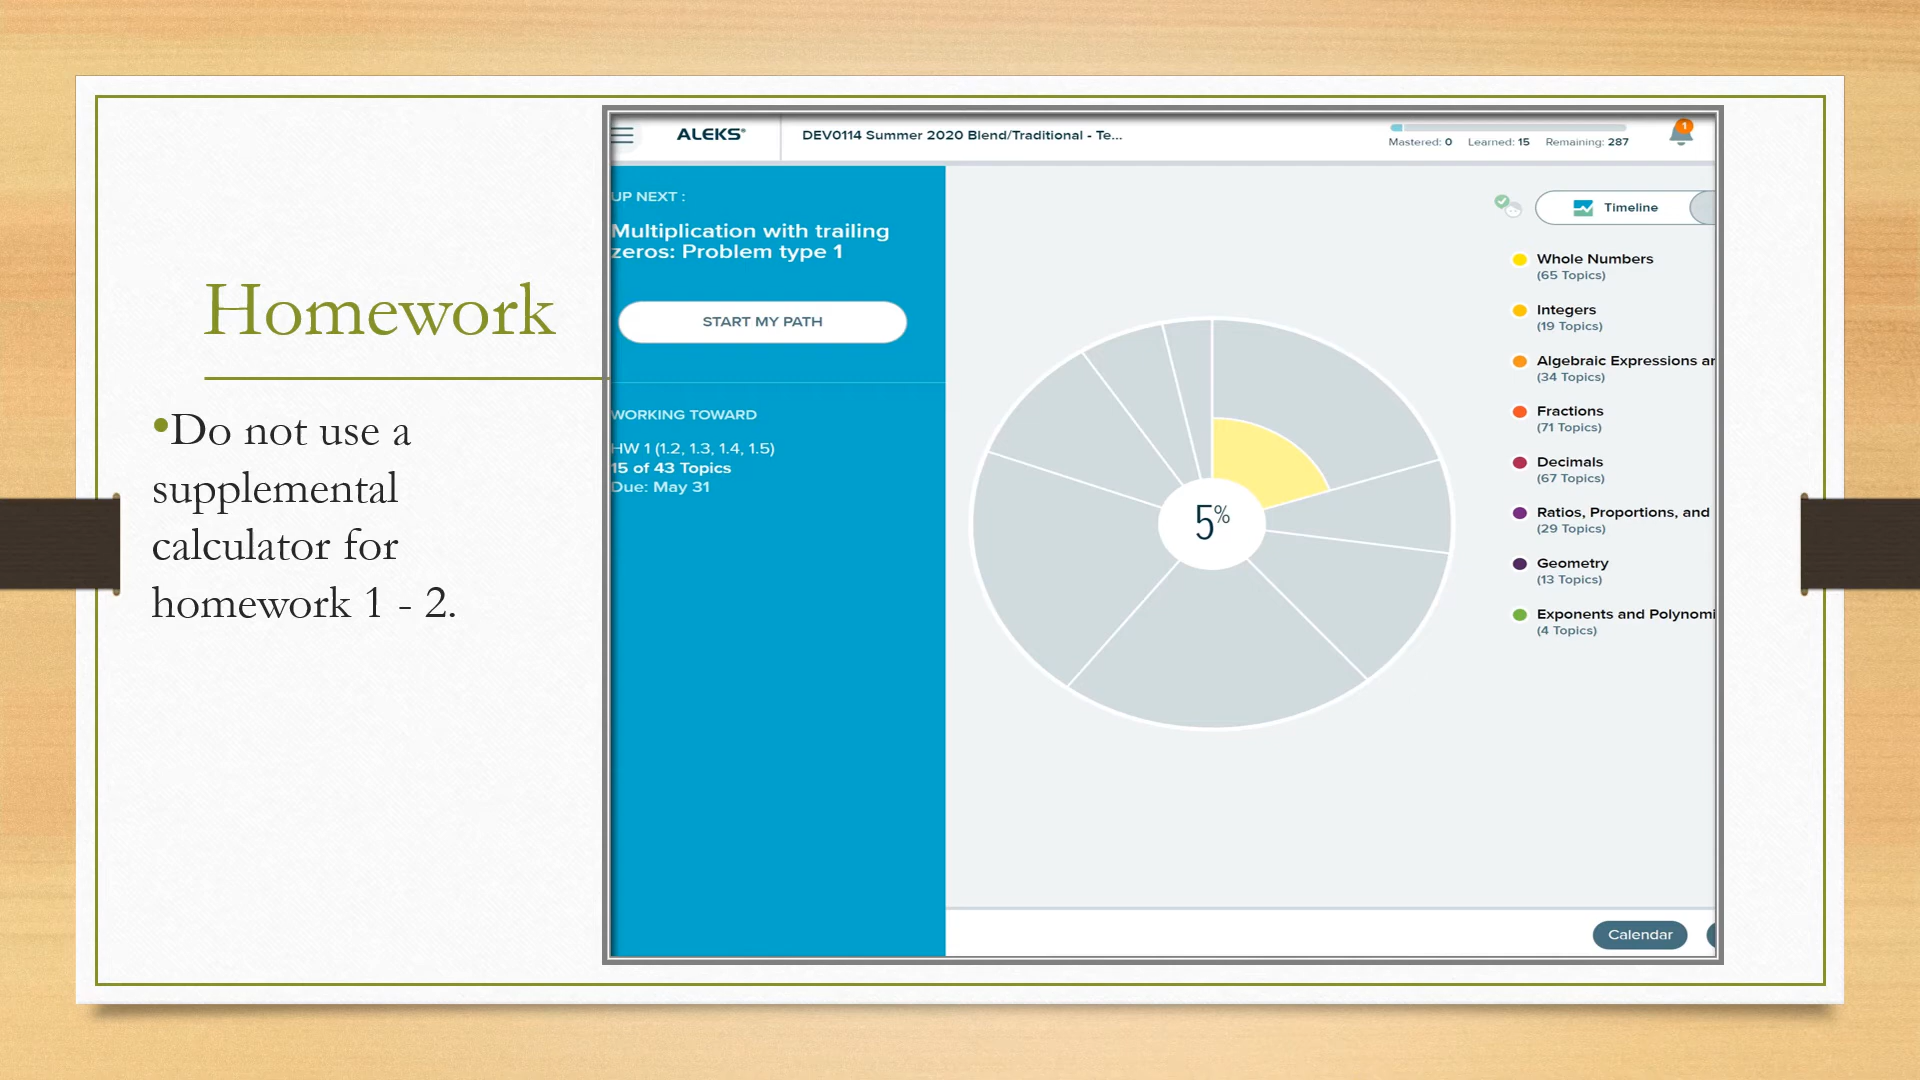 Homework
•Do not use a
supplemental
calculator for
homework 1 - 2.
ALEKS®
DEV0114 Summer 2020 Blend/Traditional - Te...
Mastered: 0 Learned: 15 Remaining: 287
1
UP NEXT :
Multiplication with trailing
zeros: Problem type 1
START MY PATH
WORKING TOWARD
HW 1 (1.2, 1.3, 1.4, 1.5)
15 of 43 Topics
Due: May 31
5%
Timeline
Whole Numbers
(65 Topics)
Integers
(19 Topics)
Algebraic Expressions ar
(34 Topics)
Fractions
(71 Topics)
Decimals
(67 Topics)
Ratios, Proportions, and
(29 Topics)
Geometry
(13 Topics)
Exponents and Polynomi
(4 Topics)
Calendar